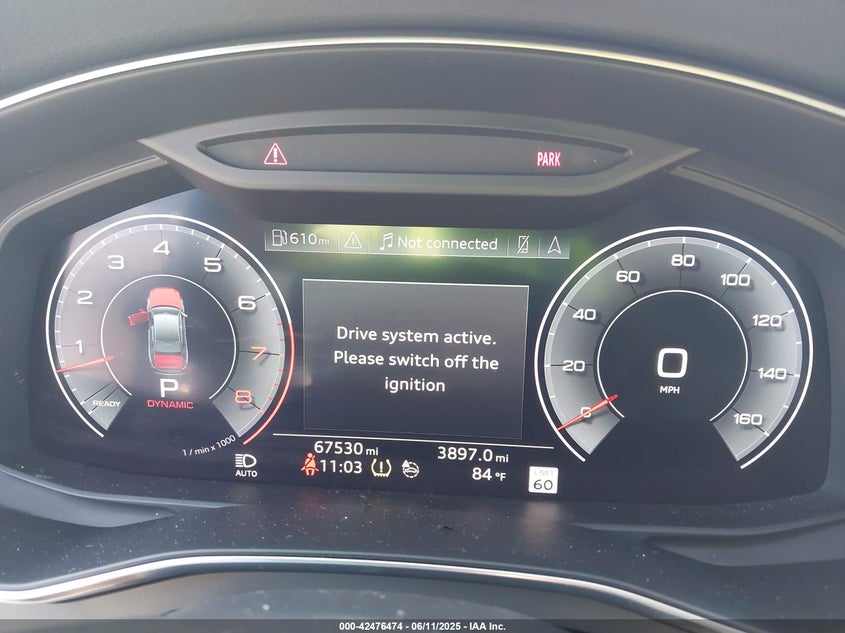 PARK
610 mi
Not connected
Drive system active.
Please switch off the
ignition
1
2
3
4
5
6
7
8
READY
P
DYNAMIC
1 / min x 1000
0
20
40
60
80
100
120
140
160
0
MPH
AUTO
67530 mi
3897.0 mi
11:03
84 °F
LIMIT
60
000-42476474 - 06/11/2025 - IAA Inc.